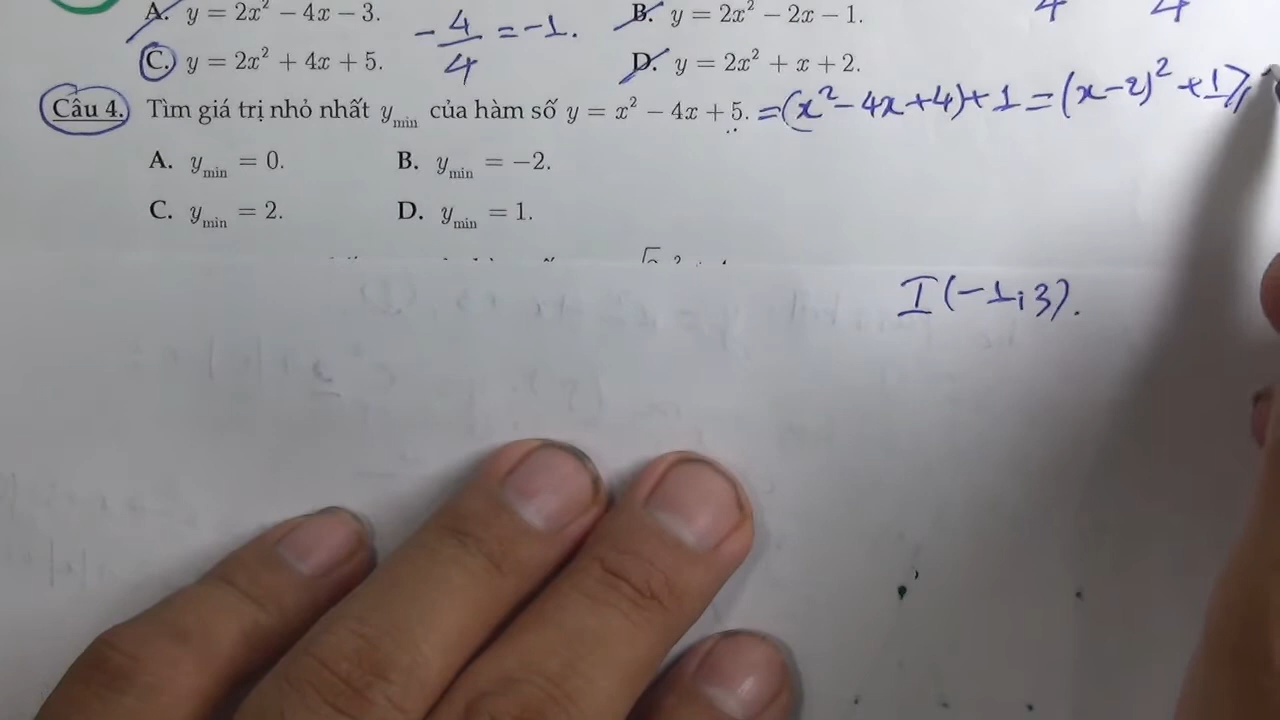 A. y = 2x² − 4x − 3. −4/4 = −1. B. y = 2x² − 2x − 1. 4 4
C. y = 2x² + 4x + 5. D. y = 2x² + x + 2.
Câu 4. Tìm giá trị nhỏ nhất y_min của hàm số y = x² − 4x + 5. = (x² − 4x + 4) + 1 = (x − 2)² + 1 ≥
A. y_min = 0. B. y_min = −2.
C. y_min = 2. D. y_min = 1.
I(−1;3).